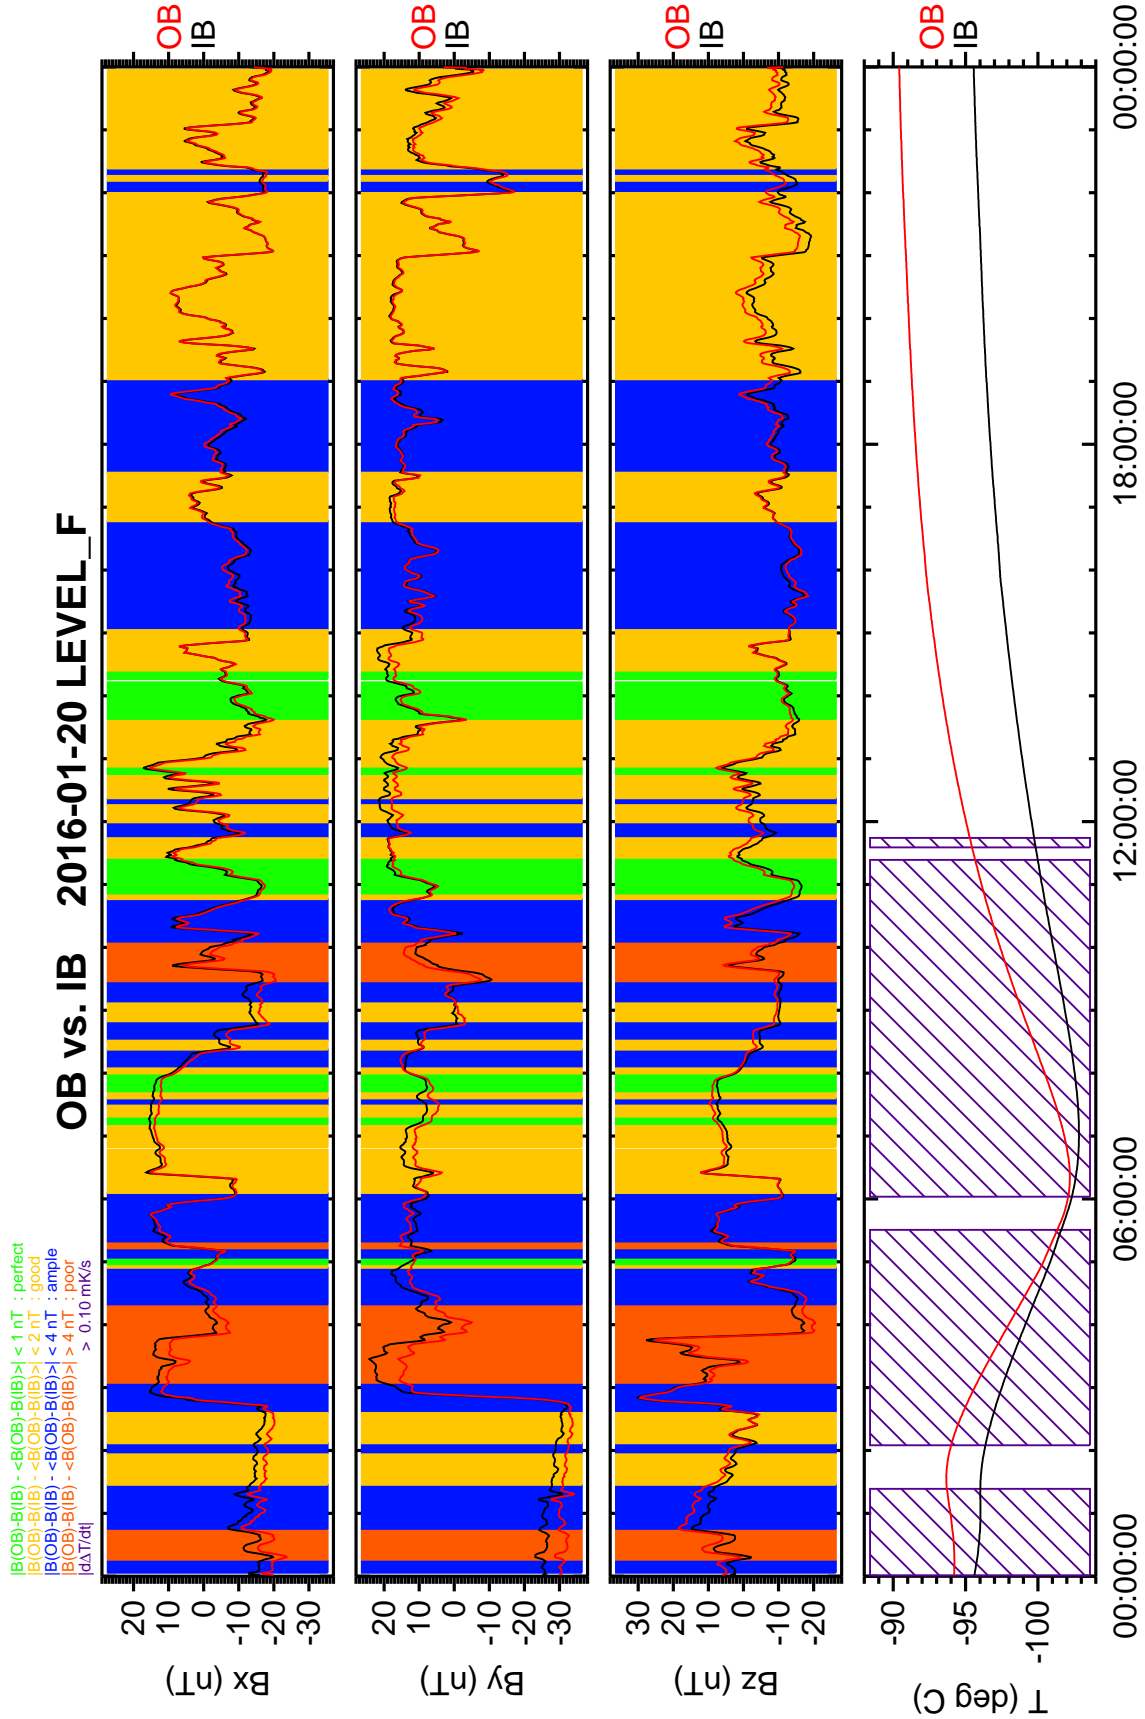 OB vs. IB 2016-01-20 LEVEL_F
|B(OB)-B(IB) - <B(OB)-B(IB)>| < 1 nT : perfect
|B(OB)-B(IB) - <B(OB)-B(IB)>| < 2 nT : good
|B(OB)-B(IB) - <B(OB)-B(IB)>| < 4 nT : ample
|B(OB)-B(IB) - <B(OB)-B(IB)>| > 4 nT : poor
|dΔT/dt| > 0.10 mK/s
Bx (nT)
20
10
0
-10
-20
-30
OB
IB
By (nT)
20
10
0
-10
-20
-30
OB
IB
Bz (nT)
30
20
10
0
-10
-20
OB
IB
T (deg C)
-90
-95
-100
OB
IB
00:00:00
06:00:00
12:00:00
18:00:00
00:00:00